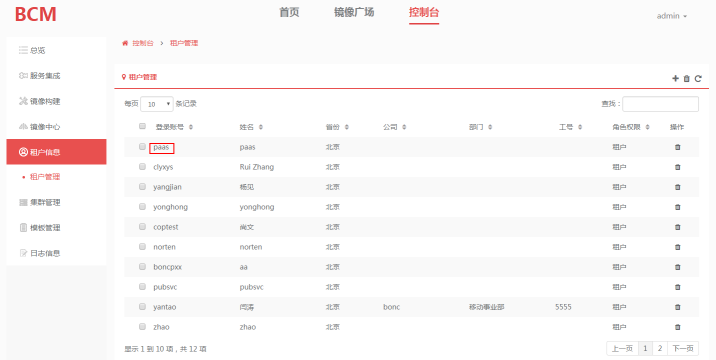 BCM 首页 镜像广场 控制台 admin
总览
服务集成
镜像构建
镜像中心
租户信息
租户管理
集群管理
模板管理
日志信息
控制台 > 租户管理
租户管理
每页 10 条记录 查找：
登录账号 姓名 省份 公司 部门 工号 角色权限 操作
paas paas 北京 租户
clyxys Rui Zhang 北京 租户
yangjian 杨见 北京 租户
yonghong yonghong 北京 租户
coptest 尚文 北京 租户
norten norten 北京 租户
boncpxx aa 北京 租户
pubsvc pubsvc 北京 租户
yantao 闫涛 北京 bonc 移动事业部 5555 租户
zhao zhao 北京 租户
显示 1 到 10 项，共 12 项 上一页 1 2 下一页